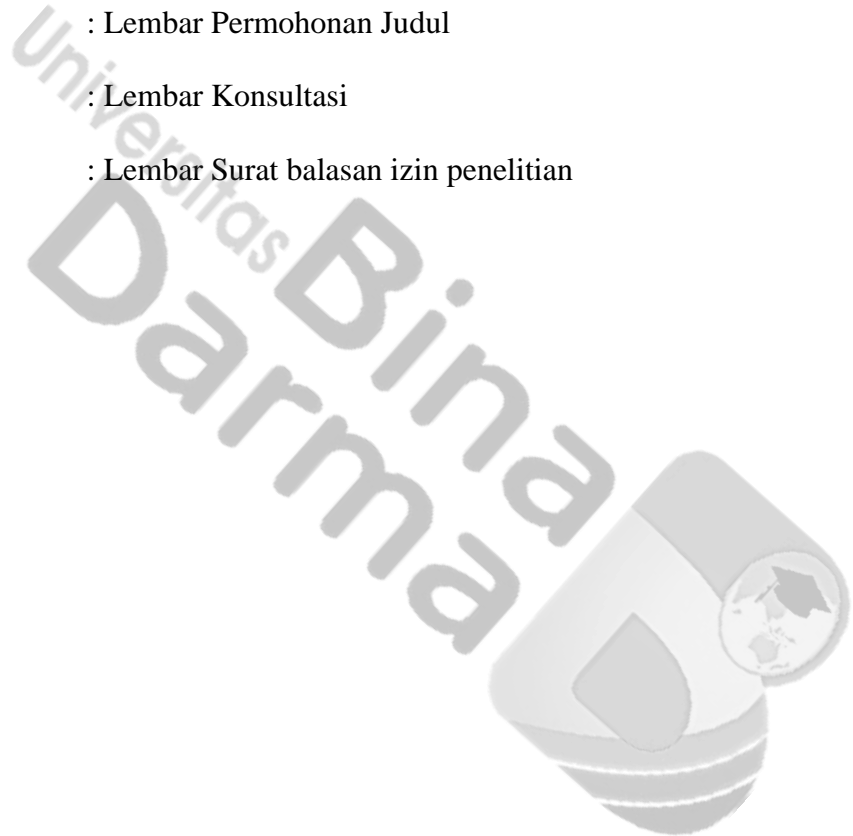 : Lembar Permohonan Judul
: Lembar Konsultasi
: Lembar Surat balasan izin penelitian
Universitas
Bina
Darma